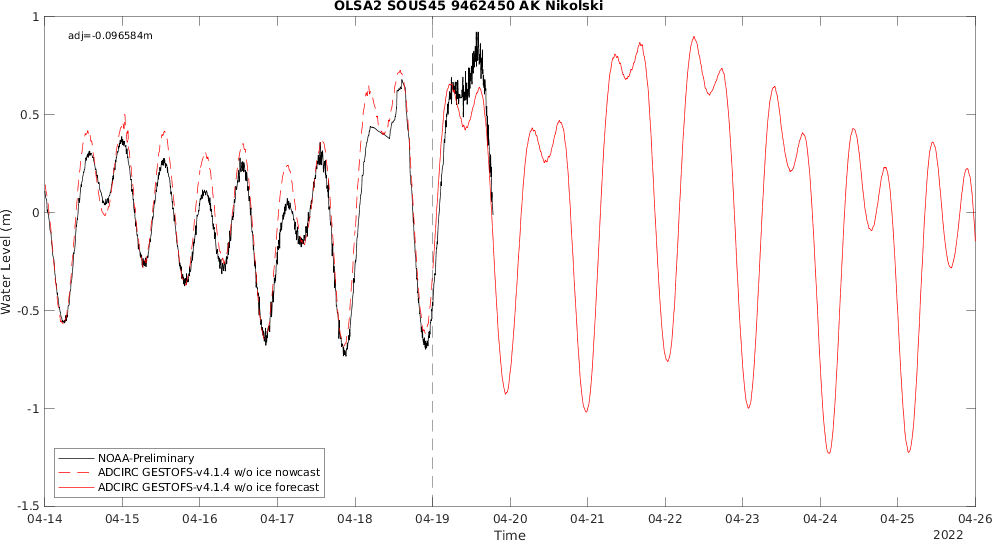 OLSA2 SOUS45 9462450 AK Nikolski
adj=-0.096584m
1
0.5
0
-0.5
-1
-1.5
Water Level (m)
NOAA-Preliminary
ADCIRC GESTOFS-v4.1.4 w/o ice nowcast
ADCIRC GESTOFS-v4.1.4 w/o ice forecast
04-14 04-15 04-16 04-17 04-18 04-19 04-20 04-21 04-22 04-23 04-24 04-25 04-26
Time
2022